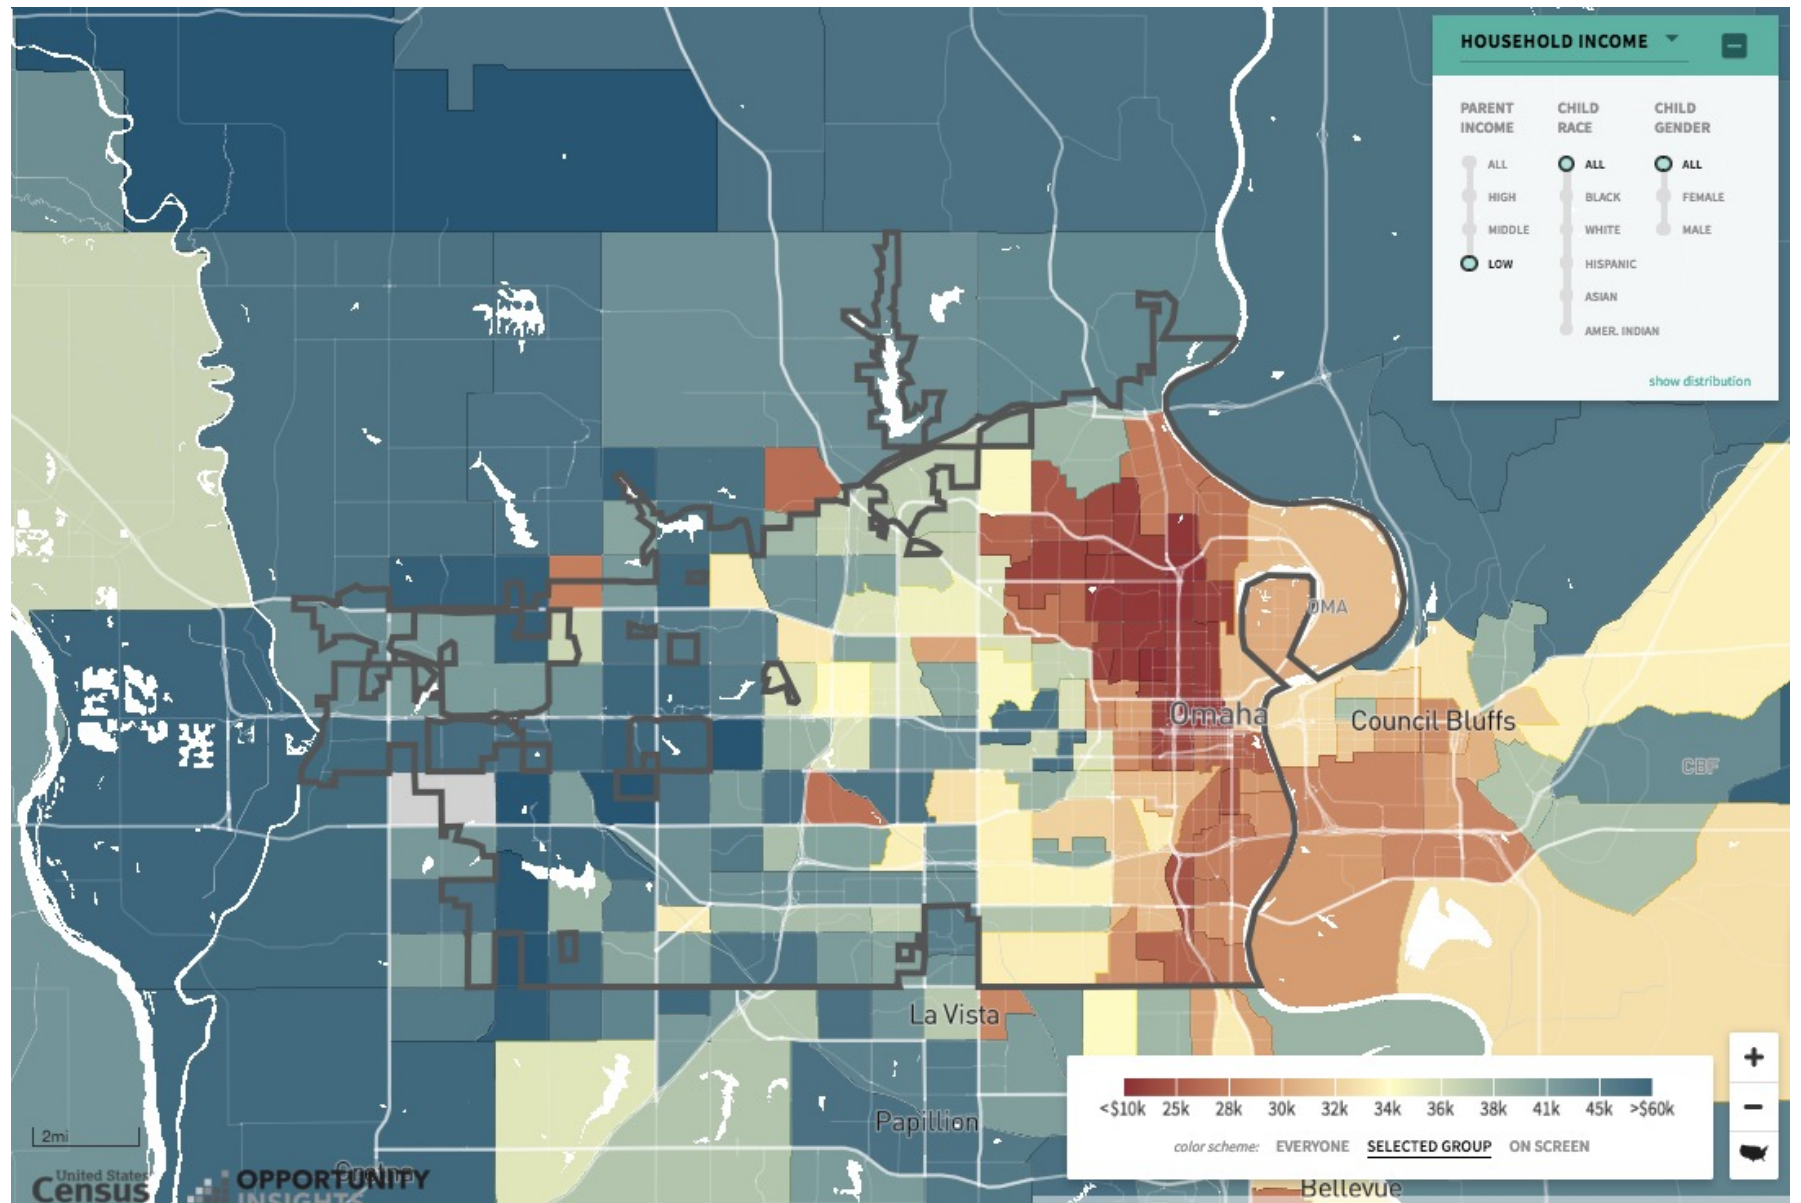 HOUSEHOLD INCOME
PARENT INCOME
CHILD RACE
CHILD GENDER
ALL
ALL
ALL
HIGH
BLACK
FEMALE
MIDDLE
WHITE
MALE
LOW
HISPANIC
ASIAN
AMER. INDIAN
show distribution
OMA
Omaha
Council Bluffs
CBF
La Vista
Papillion
<$10k 25k 28k 30k 32k 34k 36k 38k 41k 45k >$60k
color scheme: EVERYONE SELECTED GROUP ON SCREEN
2mi
United States
Census
OPPORTUNITY
INSIGHTS
Gretna
Bellevue